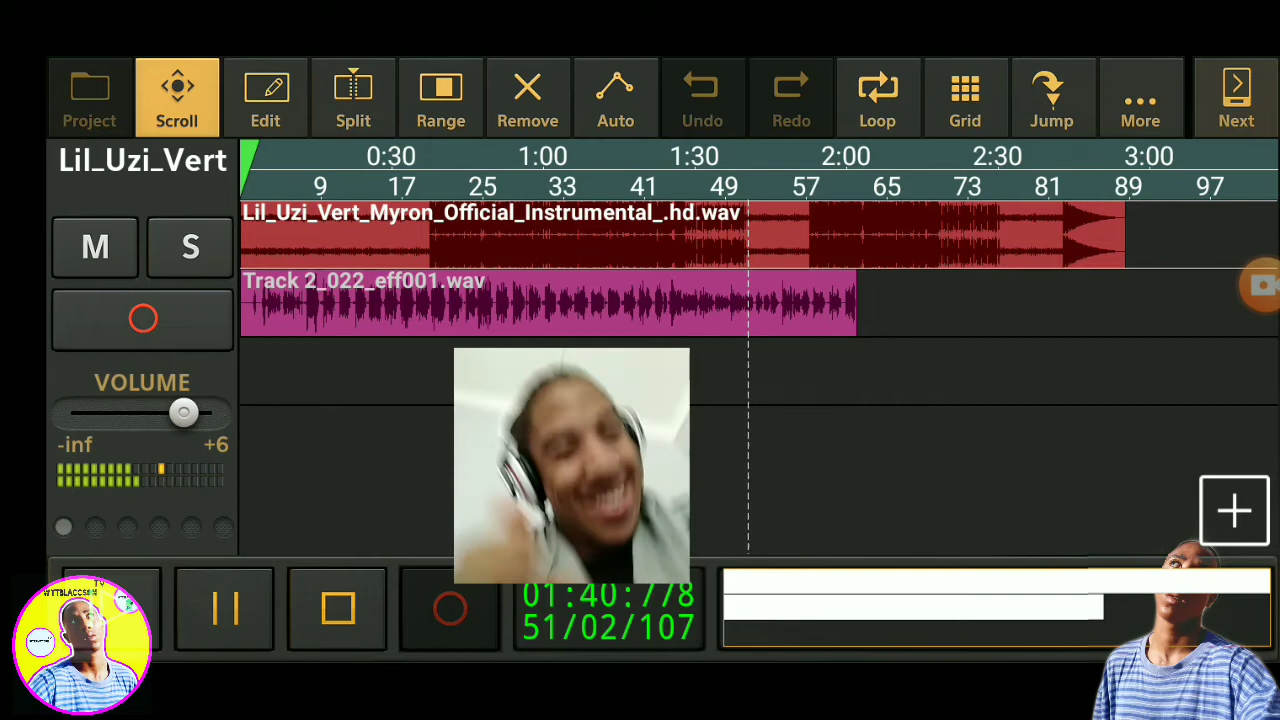 Project Scroll Edit Split Range Remove Auto Undo Redo Loop Grid Jump More Next
Lil_Uzi_Vert
0:30 1:00 1:30 2:00 2:30 3:00
9 17 25 33 41 49 57 65 73 81 89 97
Lil_Uzi_Vert_Myron_Official_Instrumental_.hd.wav
M S
Track 2_022_eff001.wav
VOLUME
-inf +6
01:40:778
51/02/107
WYTBLACCSON TV